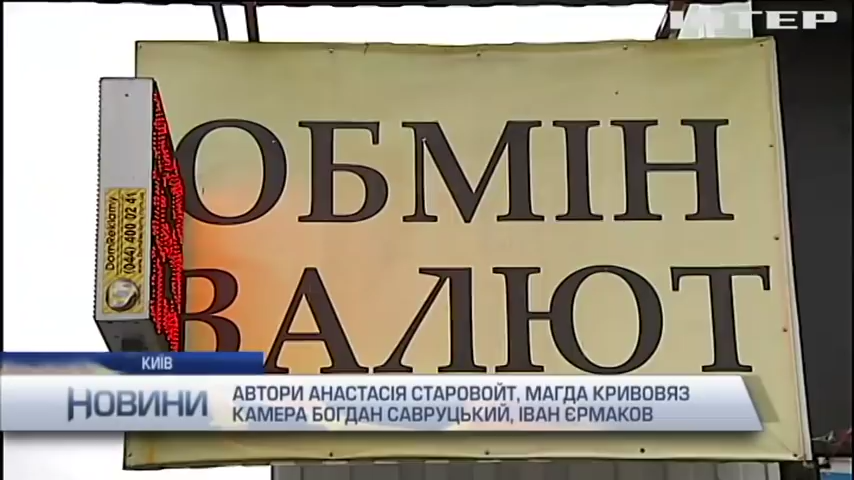 ІНТЕР
ОБМІН
ВАЛЮТ
DomReklamy
(044) 400 02 41
КИЇВ
НОВИНИ
АВТОРИ АНАСТАСІЯ СТАРОВОЙТ, МАГДА КРИВОВЯЗ
КАМЕРА БОГДАН САВРУЦЬКИЙ, ІВАН ЄРМАКОВ